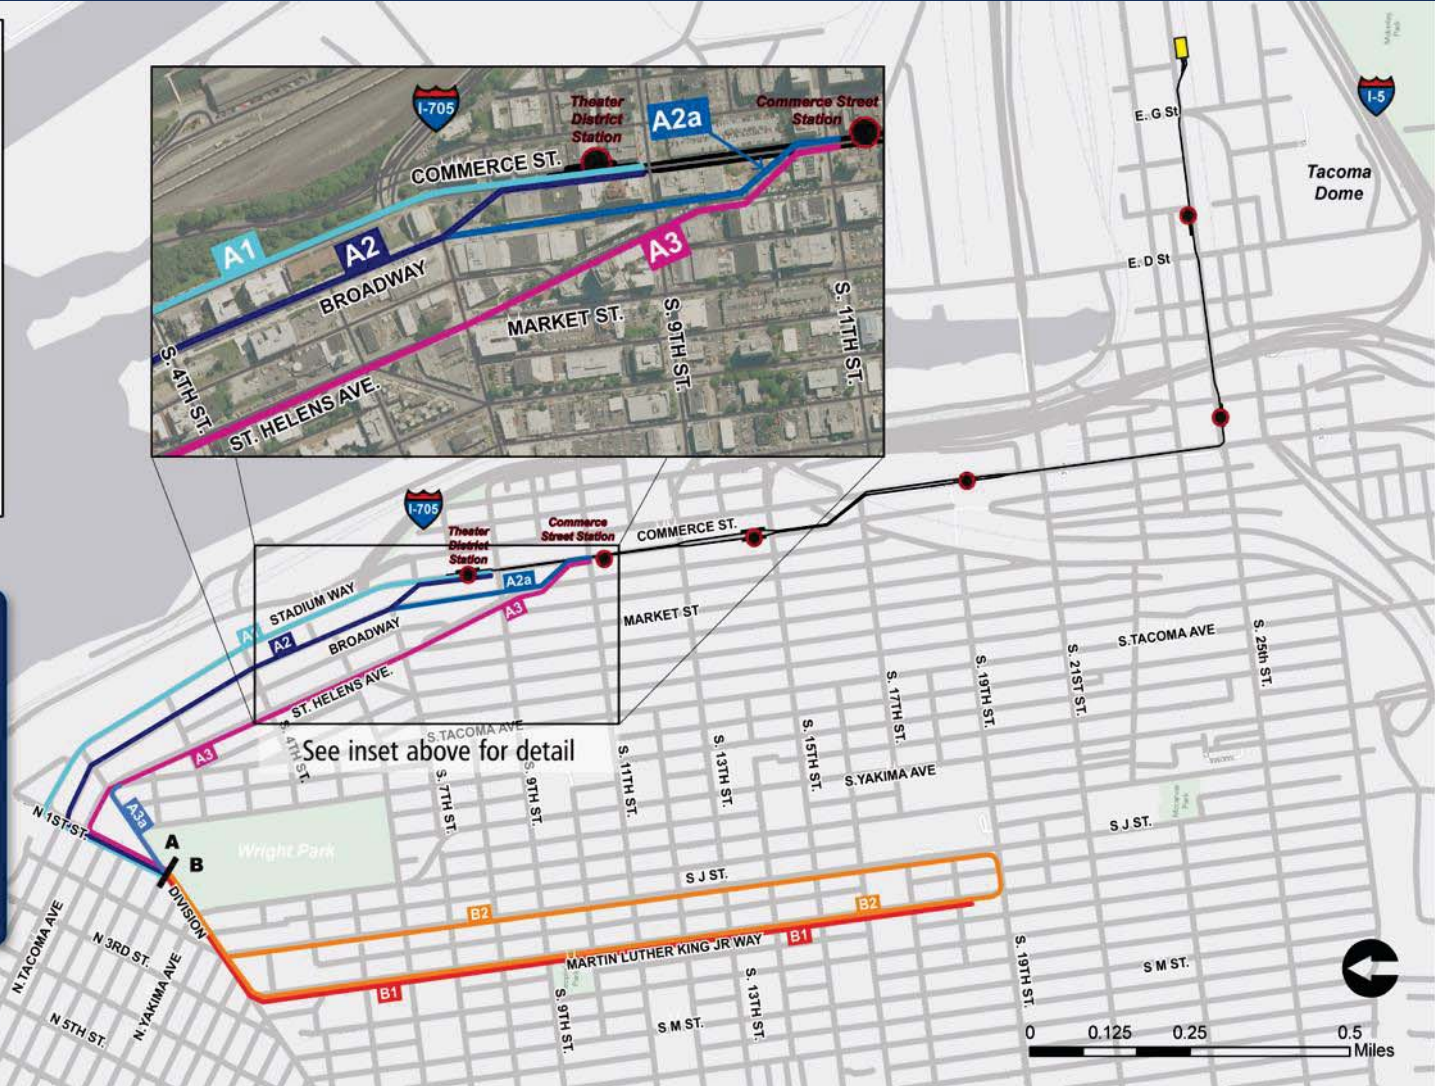 I-705
Theater
District
Station
A2a
Commerce Street
Station
COMMERCE ST.
A1
A2
BROADWAY
A3
MARKET ST.
S. 4TH ST.
ST. HELENS AVE.
S. 9TH ST.
S. 11TH ST.
McKinley
Park
I-5
E. G St
Tacoma
Dome
E. D St
I-705
Theater
District
Station
Commerce
Street Station
COMMERCE ST.
STADIUM WAY
A1
A2
A2a
BROADWAY
A3
ST. HELENS AVE.
MARKET ST
S.TACOMA AVE
S. 25th ST.
S. 21ST ST.
S. 19TH ST.
S. 17TH ST.
S. 15TH ST.
S. 13TH ST.
S. 11TH ST.
S. 9TH ST.
S. 7TH ST.
S. 4TH ST.
S.TACOMA AVE
See inset above for detail
A3
S.YAKIMA AVE
A3a
N 1ST ST.
A
B
Wright Park
S J ST.
S J ST.
DIVISION
B2
B2
MARTIN LUTHER KING JR WAY
B1
B1
N.TACOMA AVE
N 3RD ST.
N.YAKIMA AVE
N 5TH ST.
S. 9TH ST.
S M ST.
S. 13TH ST.
S. 19TH ST.
S M ST.
0 0.125 0.25 0.5
Miles